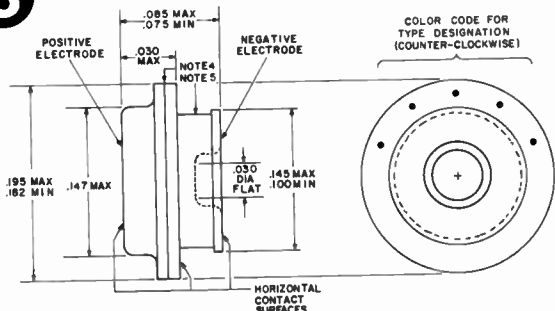 .085 MAX
.075 MIN
POSITIVE
ELECTRODE
.030
MAX
NOTE 4
NOTE 5
NEGATIVE
ELECTRODE
COLOR CODE FOR
TYPE DESIGNATION
(COUNTER-CLOCKWISE)
.195 MAX
.182 MIN
.147 MAX
.030
DIA
FLAT
.145 MAX
.100 MIN
HORIZONTAL
CONTACT
SURFACES